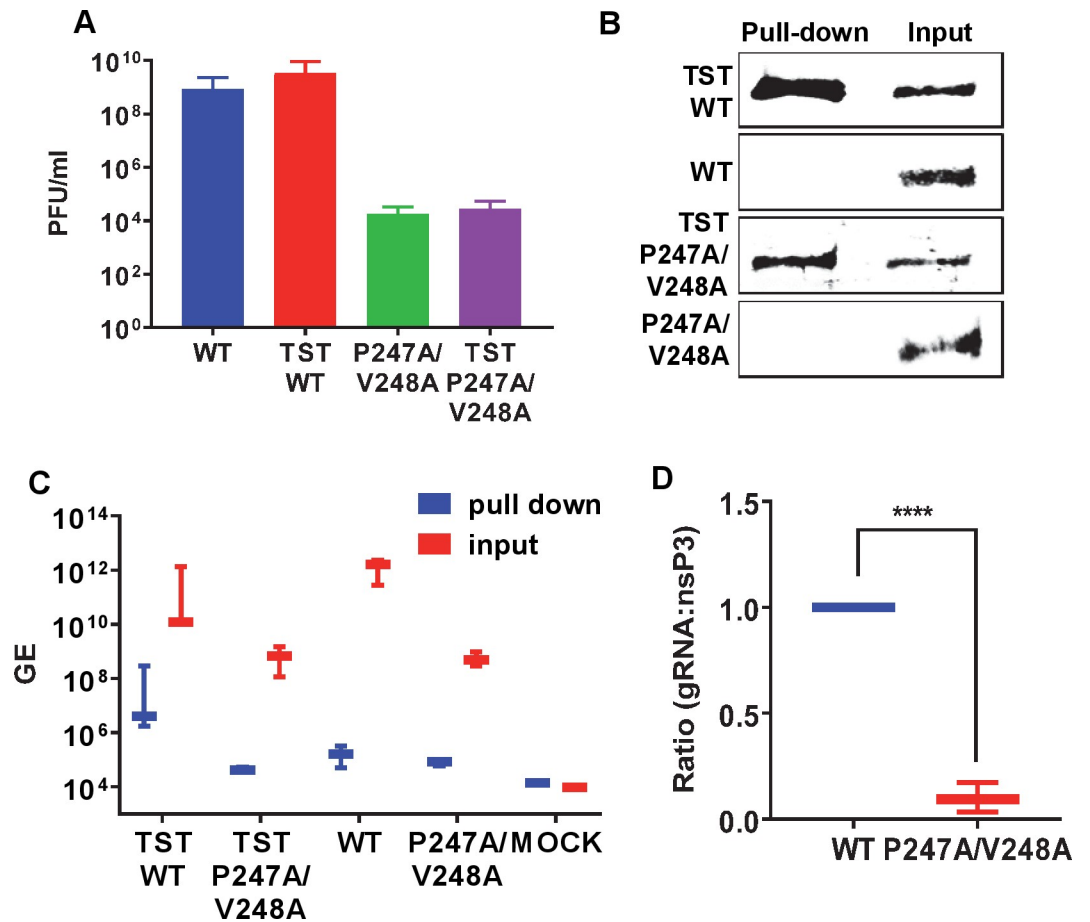 A
PFU/ml
10^10
10^8
10^6
10^4
10^2
10^0
WT
TST
WT
P247A/
V248A
TST
P247A/
V248A
B
Pull-down Input
TST
WT
WT
TST
P247A/
V248A
P247A/
V248A
C
pull down
input
GE
10^14
10^12
10^10
10^8
10^6
10^4
TST
WT
TST
P247A/
V248A
WT
P247A/
V248A
MOCK
D
Ratio (gRNA:nsP3)
1.5
1.0
0.5
0.0
****
WT P247A/V248A